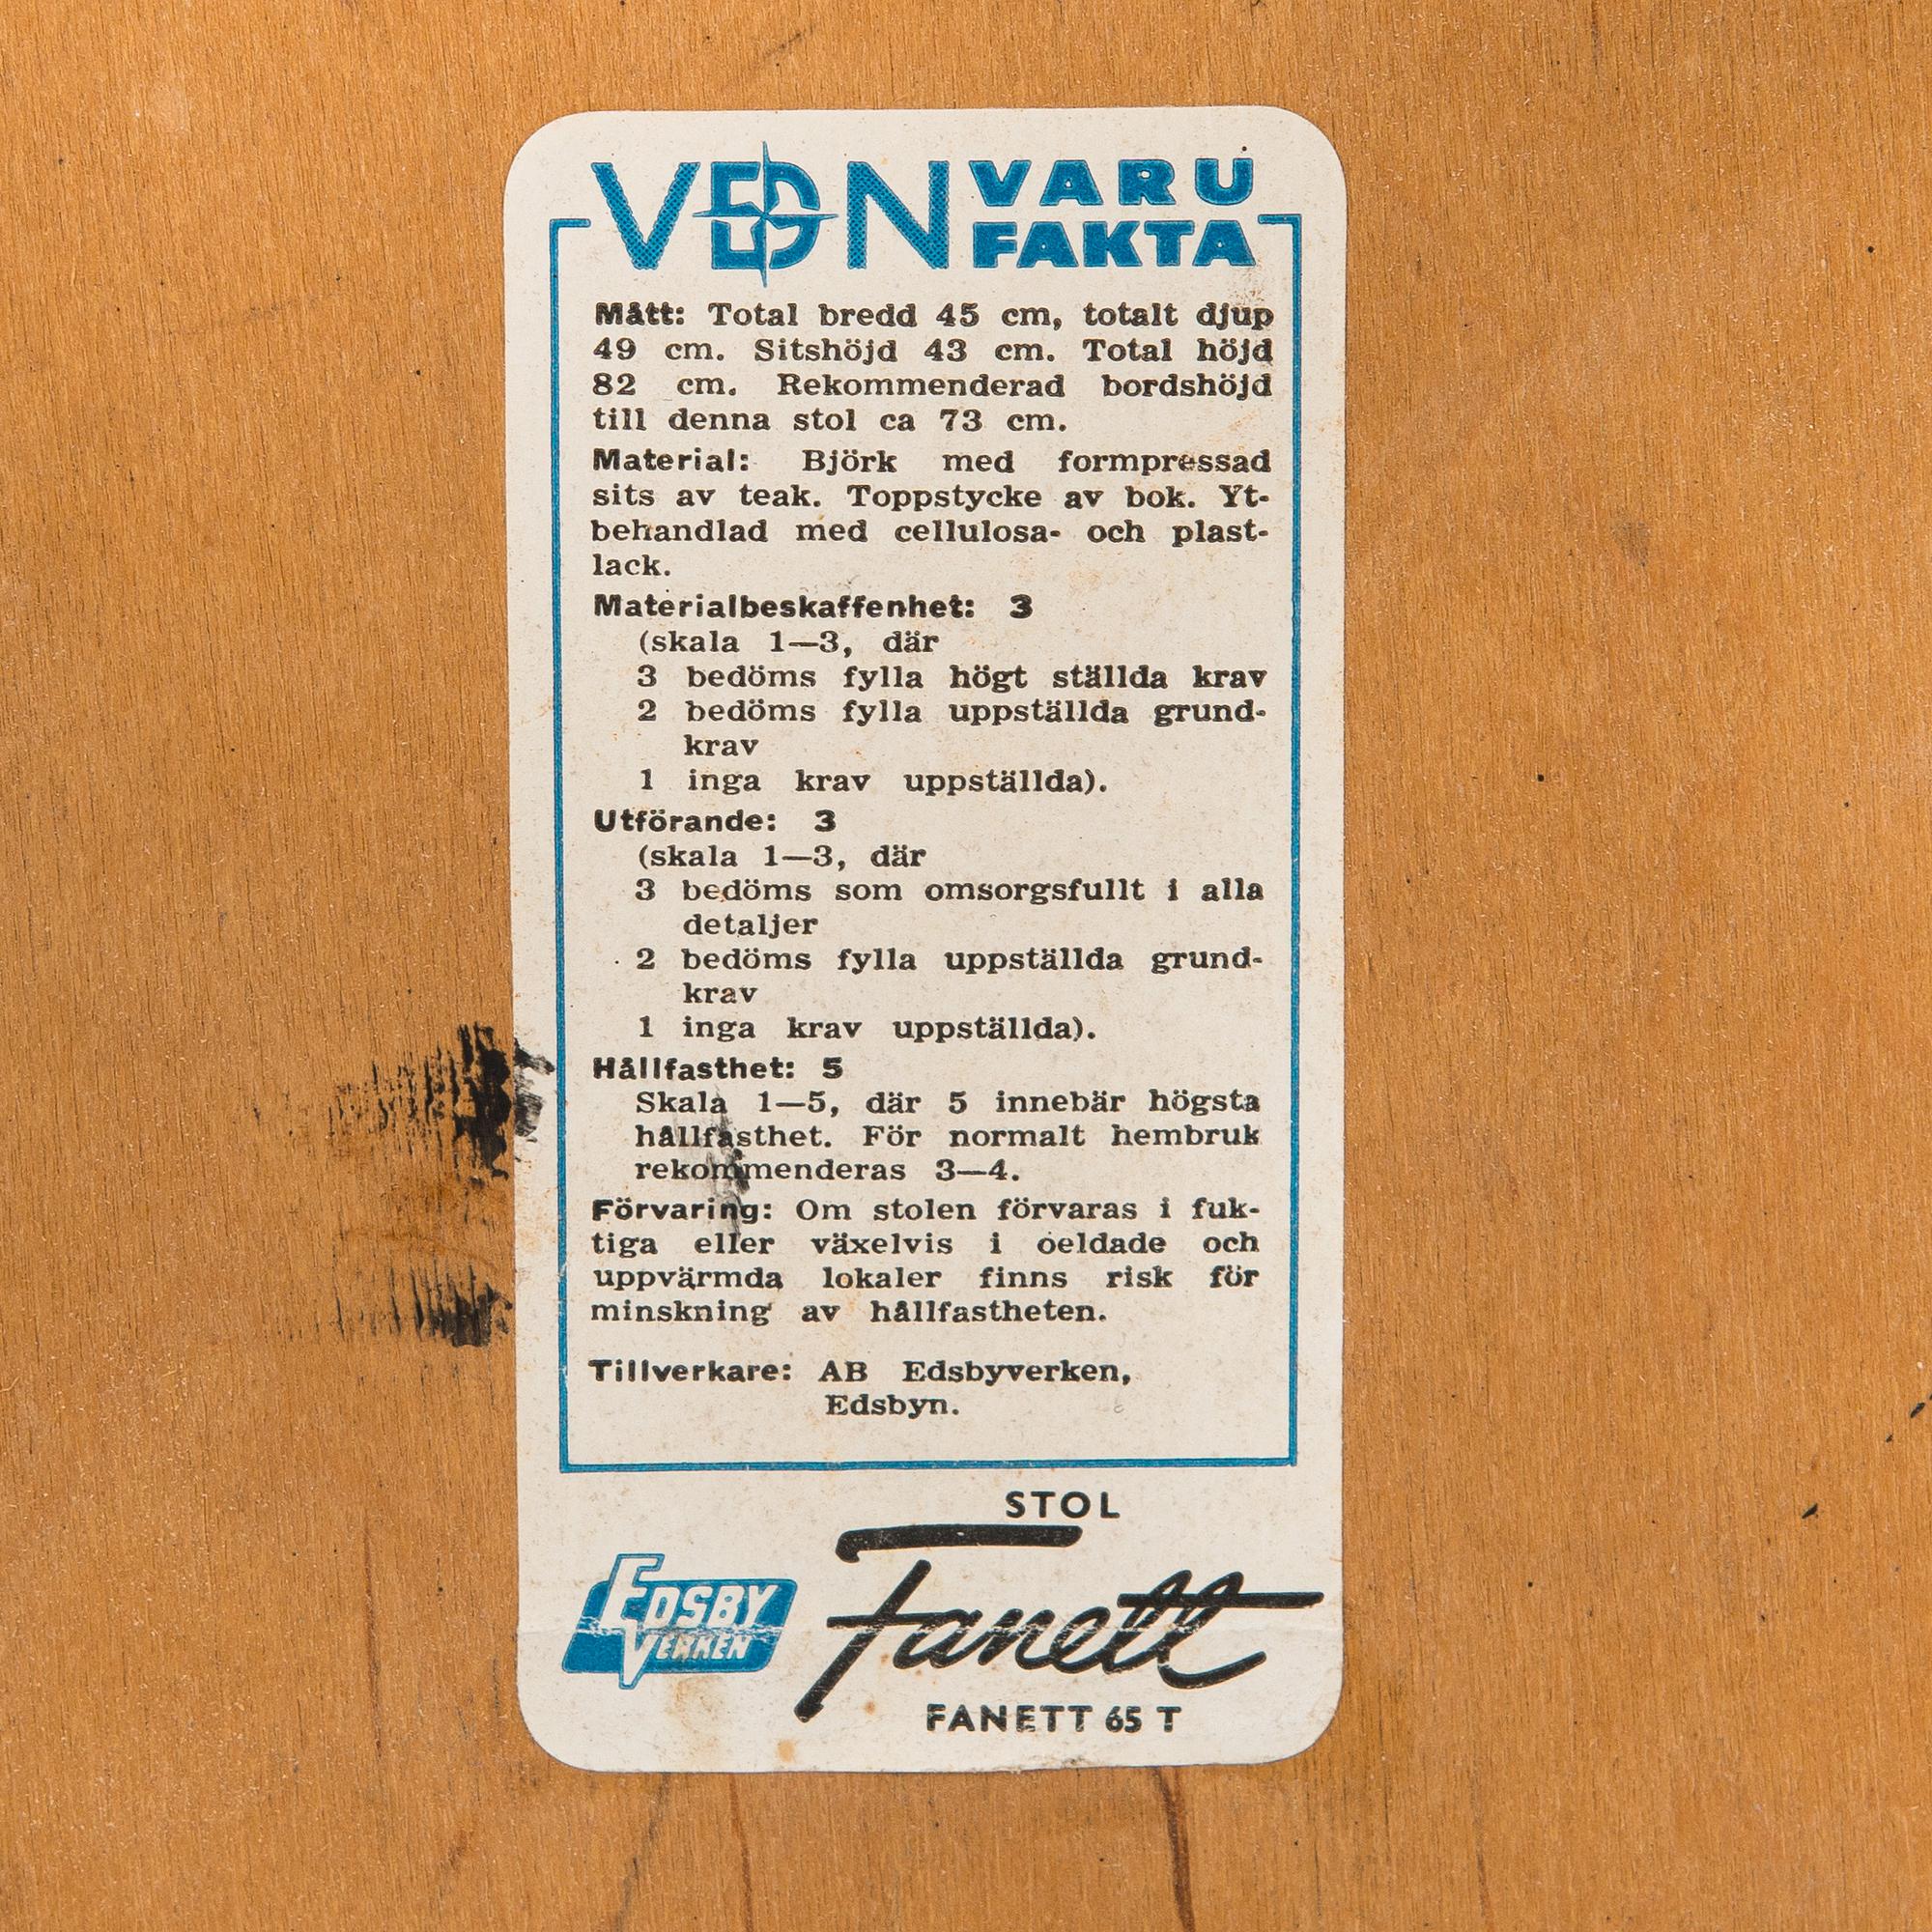 VDN VARU
FAKTA
Mått: Total bredd 45 cm, totalt djup
49 cm. Sitshöjd 43 cm. Total höjd
82 cm. Rekommenderad bordshöjd
till denna stol ca 73 cm.
Material: Björk med formpressad
sits av teak. Toppstycke av bok. Yt-
behandlad med cellulosa- och plast-
lack.
Materialbeskaffenhet: 3
(skala 1—3, där
3 bedöms fylla högt ställda krav
2 bedöms fylla uppställda grund-
krav
1 inga krav uppställda).
Utförande: 3
(skala 1—3, där
3 bedöms som omsorgsfullt i alla
detaljer
2 bedöms fylla uppställda grund-
krav
1 inga krav uppställda).
Hållfasthet: 5
Skala 1—5, där 5 innebär högsta
hållfasthet. För normalt hembruk
rekommenderas 3—4.
Förvaring: Om stolen förvaras i fuk-
tiga eller växelvis i oeldade och
uppvärmda lokaler finns risk för
minskning av hållfastheten.
Tillverkare: AB Edsbyverken,
Edsbyn.
STOL
EDSBY
VERKEN
Fanett
FANETT 65 T